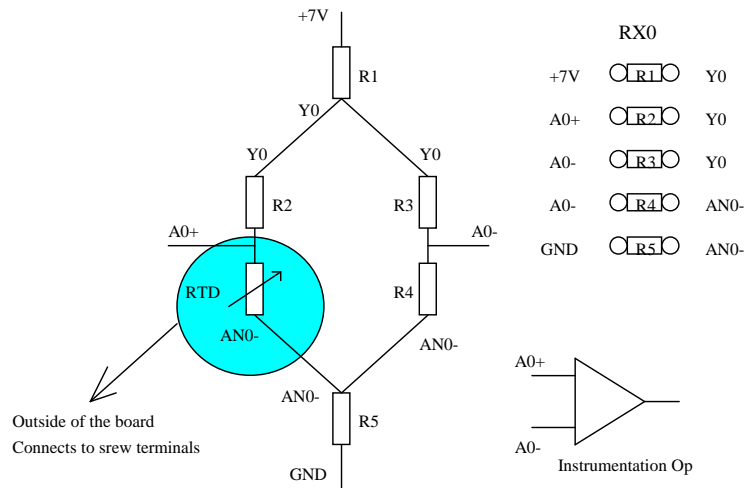 +7V
R1
Y0
Y0
Y0
R2
R3
A0+
A0-
RTD
R4
AN0-
AN0-
AN0-
R5
GND
Outside of the board
Connects to srew terminals
RX0
+7V R1 Y0
A0+ R2 Y0
A0- R3 Y0
A0- R4 AN0-
GND R5 AN0-
A0+
A0-
Instrumentation Op